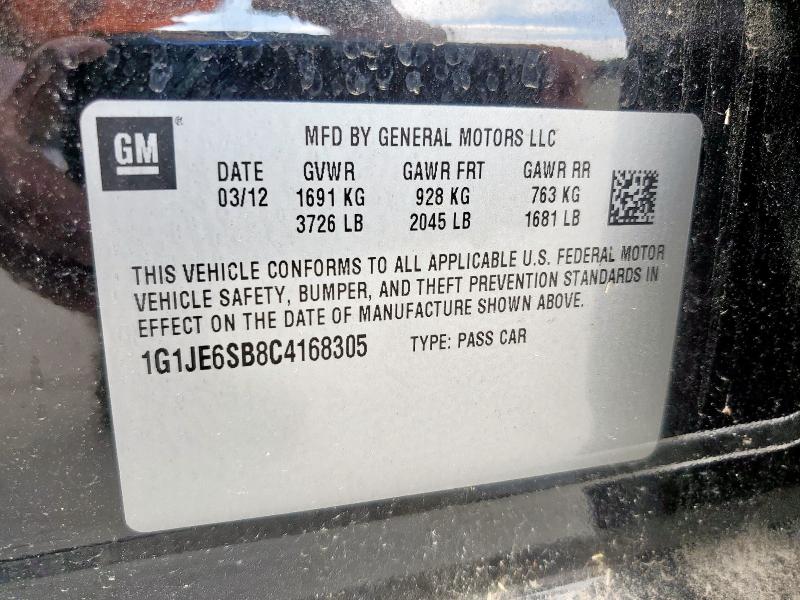 GM ®
MFD BY GENERAL MOTORS LLC
DATE GVWR GAWR FRT GAWR RR
03/12 1691 KG 928 KG 763 KG
3726 LB 2045 LB 1681 LB
THIS VEHICLE CONFORMS TO ALL APPLICABLE U.S. FEDERAL MOTOR
VEHICLE SAFETY, BUMPER, AND THEFT PREVENTION STANDARDS IN
EFFECT ON THE DATE OF MANUFACTURE SHOWN ABOVE.
1G1JE6SB8C4168305 TYPE: PASS CAR